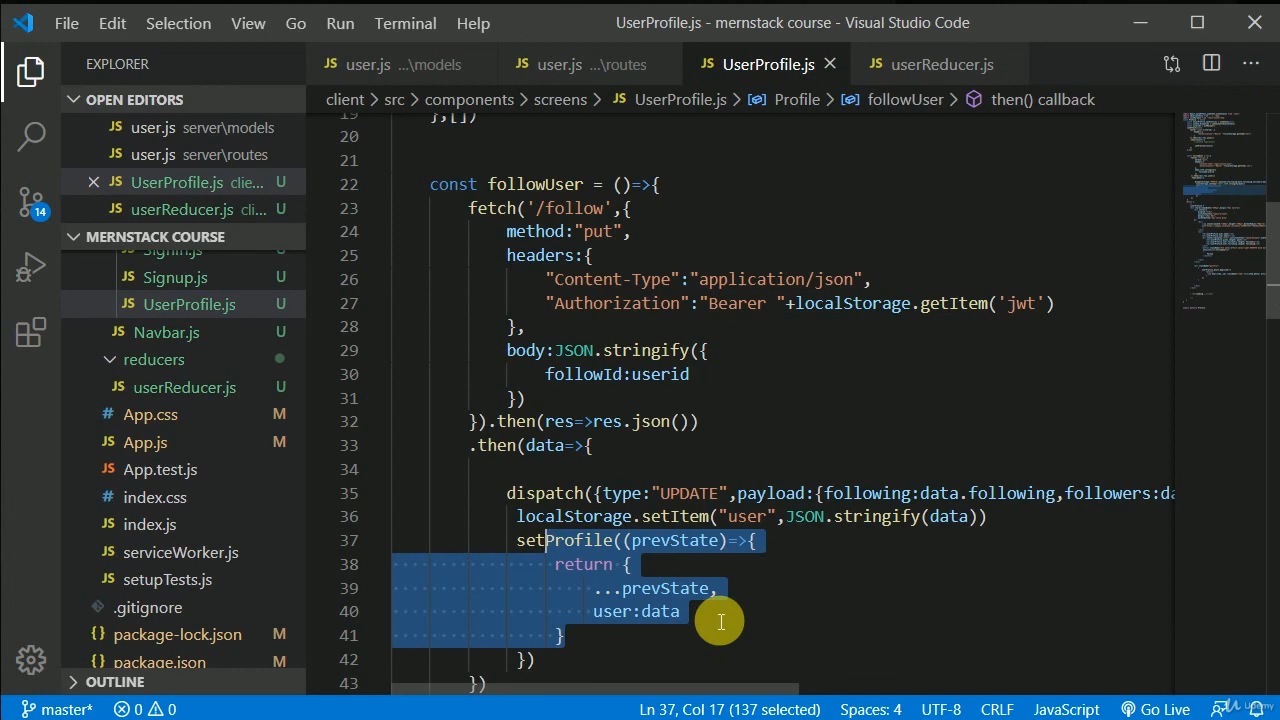 File Edit Selection View Go Run Terminal Help UserProfile.js - mernstack course - Visual Studio Code
EXPLORER
JS user.js ...\models JS user.js ...\routes JS UserProfile.js JS userReducer.js
client > src > components > screens > JS UserProfile.js > Profile > followUser > then() callback
OPEN EDITORS
JS user.js server\models
JS user.js server\routes
JS UserProfile.js clie... U
JS userReducer.js cli... U
MERNSTACK COURSE
Signin.js U
JS Signup.js U
JS UserProfile.js U
JS Navbar.js U
reducers
JS userReducer.js U
# App.css M
JS App.js M
JS App.test.js
# index.css
JS index.js
JS serviceWorker.js
JS setupTests.js
.gitignore
{} package-lock.json M
{} package.json M
OUTLINE
14
19 },[])
20
21
22 const followUser = ()=>{
23 fetch('/follow',{
24 method:"put",
25 headers:{
26 "Content-Type":"application/json",
27 "Authorization":"Bearer "+localStorage.getItem('jwt')
28 },
29 body:JSON.stringify({
30 followId:userid
31 })
32 }).then(res=>res.json())
33 .then(data=>{
34
35 dispatch({type:"UPDATE",payload:{following:data.following,followers:da
36 localStorage.setItem("user",JSON.stringify(data))
37 setProfile((prevState)=>{
38 return {
39 ...prevState,
40 user:data
41 }
42 })
43 })
master* 0 0 Ln 37, Col 17 (137 selected) Spaces: 4 UTF-8 CRLF JavaScript Go Live
Udemy